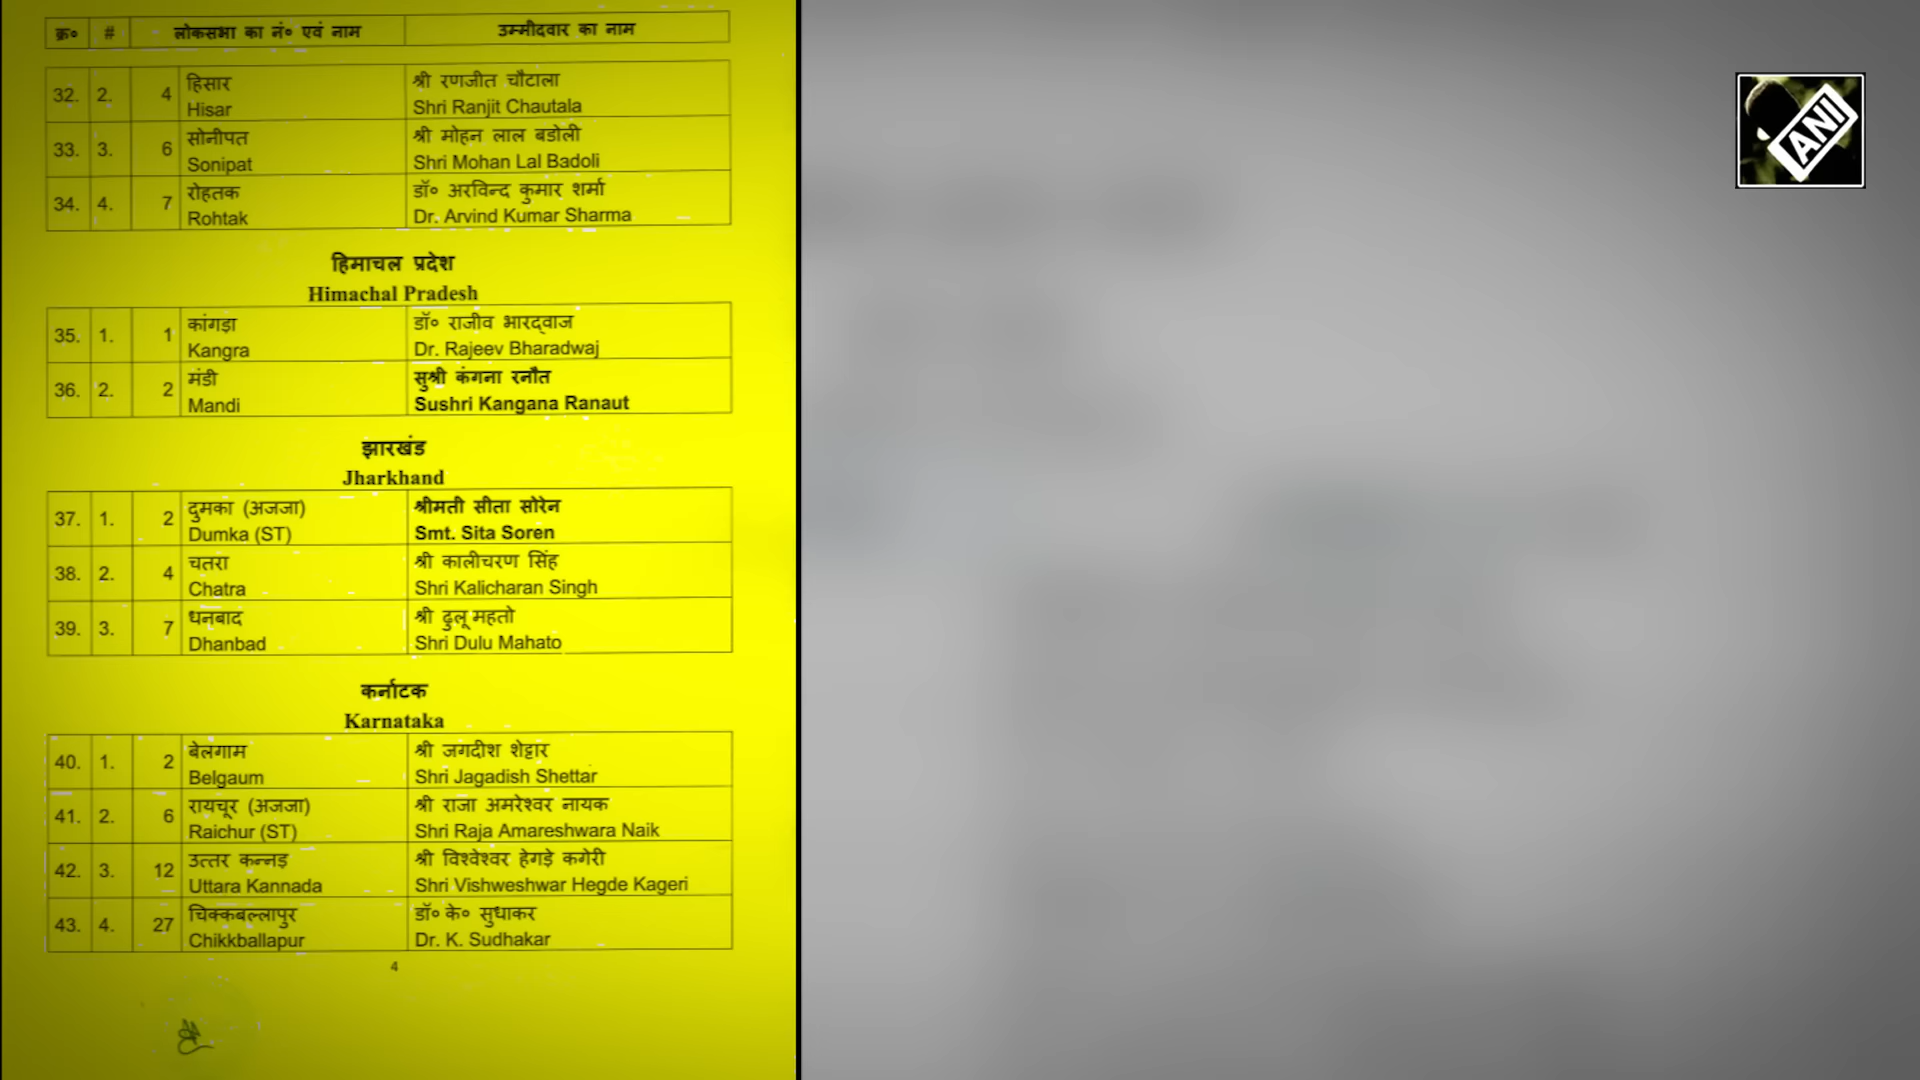 क्र० # लोकसभा का नं० एवं नाम उम्मीदवार का नाम
32. 2. 4 हिसार श्री रणजीत चौटाला
Hisar Shri Ranjit Chautala
33. 3. 6 सोनीपत श्री मोहन लाल बडोली
Sonipat Shri Mohan Lal Badoli
34. 4. 7 रोहतक डॉ० अरविन्द कुमार शर्मा
Rohtak Dr. Arvind Kumar Sharma
हिमाचल प्रदेश
Himachal Pradesh
35. 1. 1 कांगड़ा डॉ० राजीव भारद्वाज
Kangra Dr. Rajeev Bharadwaj
36. 2. 2 मंडी सुश्री कंगना रनौत
Mandi Sushri Kangana Ranaut
झारखंड
Jharkhand
37. 1. 2 दुमका (अजजा) श्रीमती सीता सोरेन
Dumka (ST) Smt. Sita Soren
38. 2. 4 चतरा श्री कालीचरण सिंह
Chatra Shri Kalicharan Singh
39. 3. 7 धनबाद श्री ढुलू महतो
Dhanbad Shri Dulu Mahato
कर्नाटक
Karnataka
40. 1. 2 बेलगाम श्री जगदीश शेट्टार
Belgaum Shri Jagadish Shettar
41. 2. 6 रायचूर (अजजा) श्री राजा अमरेश्वर नायक
Raichur (ST) Shri Raja Amareshwara Naik
42. 3. 12 उत्तर कन्नड़ श्री विश्वेश्वर हेगड़े कगेरी
Uttara Kannada Shri Vishweshwar Hegde Kageri
43. 4. 27 चिक्कबल्लापुर डॉ० के० सुधाकर
Chikkballapur Dr. K. Sudhakar
4
ANI